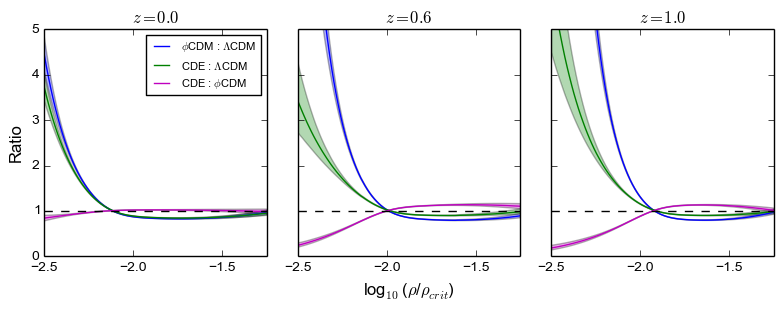 z = 0.0
z = 0.6
z = 1.0
5
4
3
2
1
0
Ratio
ϕCDM : ΛCDM
CDE : ΛCDM
CDE : ϕCDM
−2.5
−2.0
−1.5
−2.5
−2.0
−1.5
−2.5
−2.0
−1.5
log₁₀ (ρ/ρ_crit)